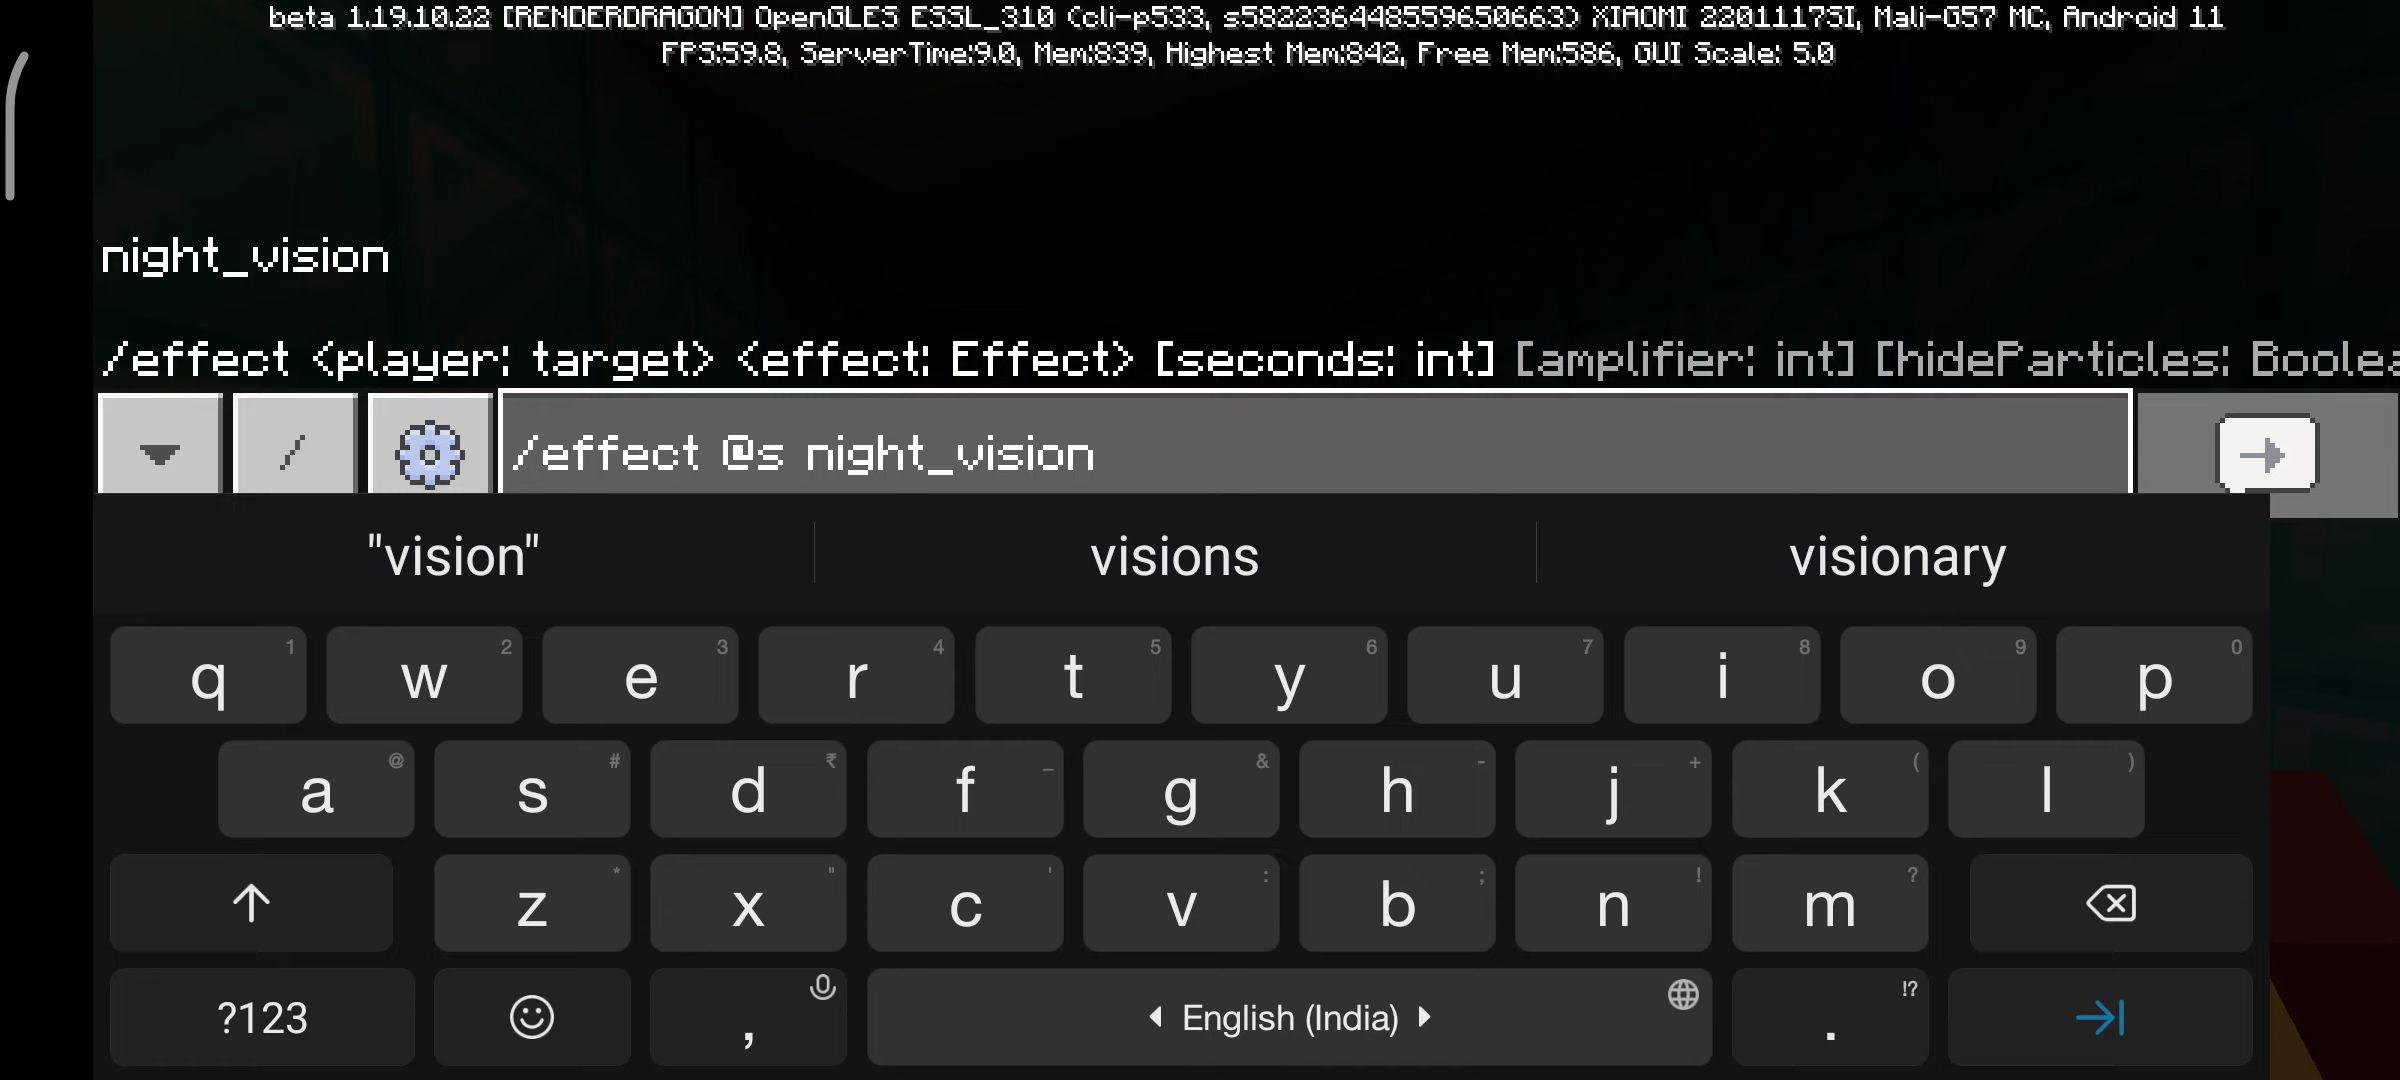 beta 1.19.10.22 [RENDERDRAGON] OpenGLES ESSL_310 (cli-p533, s582236448559650663) XIAOMI 22011117SI, Mali-G57 MC, Android 11
FPS:59.8, ServerTime:9.0, Mem:839, Highest Mem:842, Free Mem:586, GUI Scale: 5.0
night_vision
/effect <player: target> <effect: Effect> [seconds: int] [amplifier: int] [hideParticles: Boolea
/ /effect @s night_vision
"vision" visions visionary
q 1 w 2 e 3 r 4 t 5 y 6 u 7 i 8 o 9 p 0
a @ s # d ₹ f _ g & h - j + k ( l )
z * x " c ' v : b ; n ! m ?
?123 , English (India) . !?